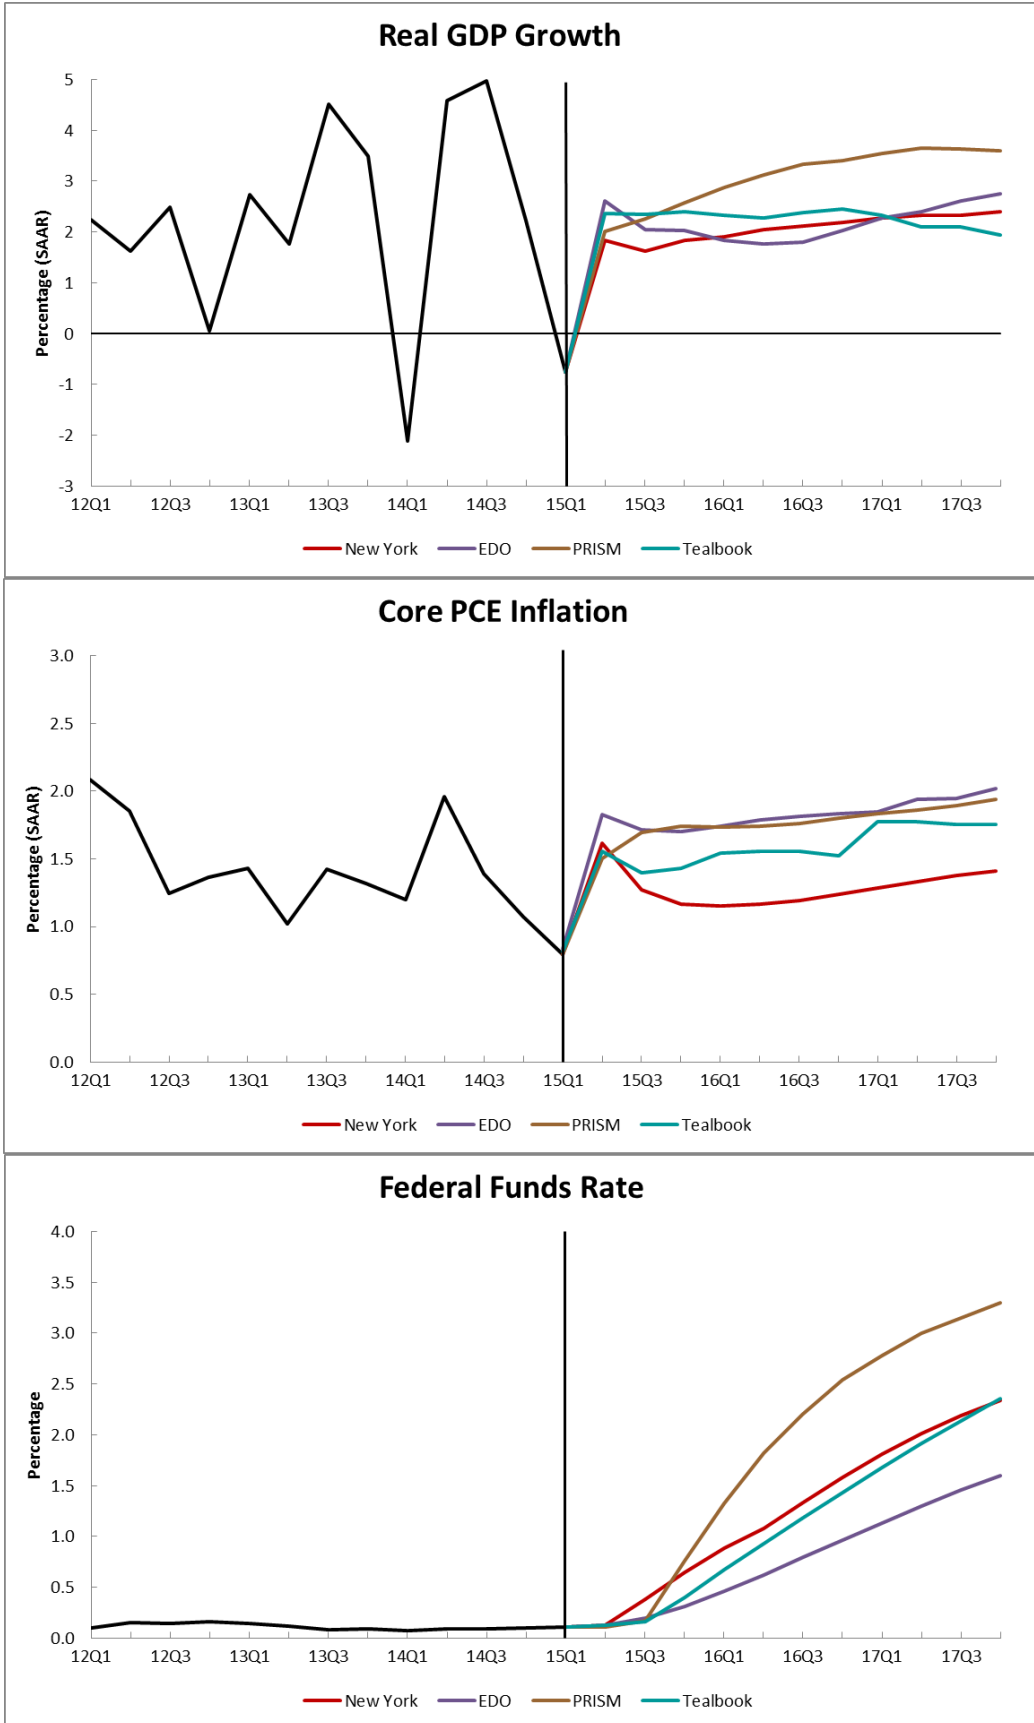 Real GDP Growth
Percentage (SAAR)
5
4
3
2
1
0
-1
-2
-3
12Q1 12Q3 13Q1 13Q3 14Q1 14Q3 15Q1 15Q3 16Q1 16Q3 17Q1 17Q3
New York EDO PRISM Tealbook
Core PCE Inflation
Percentage (SAAR)
3.0
2.5
2.0
1.5
1.0
0.5
0.0
12Q1 12Q3 13Q1 13Q3 14Q1 14Q3 15Q1 15Q3 16Q1 16Q3 17Q1 17Q3
New York EDO PRISM Tealbook
Federal Funds Rate
Percentage
4.0
3.5
3.0
2.5
2.0
1.5
1.0
0.5
0.0
12Q1 12Q3 13Q1 13Q3 14Q1 14Q3 15Q1 15Q3 16Q1 16Q3 17Q1 17Q3
New York EDO PRISM Tealbook